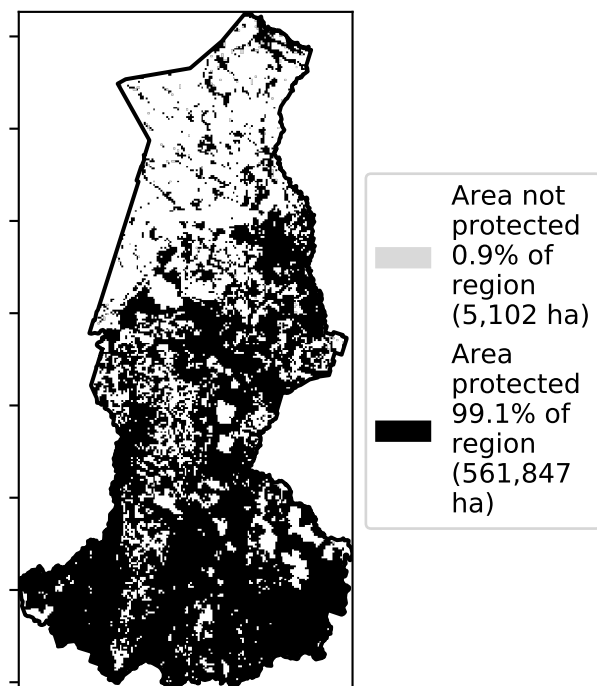 Area not
protected
0.9% of
region
(5,102 ha)
Area
protected
99.1% of
region
(561,847
ha)